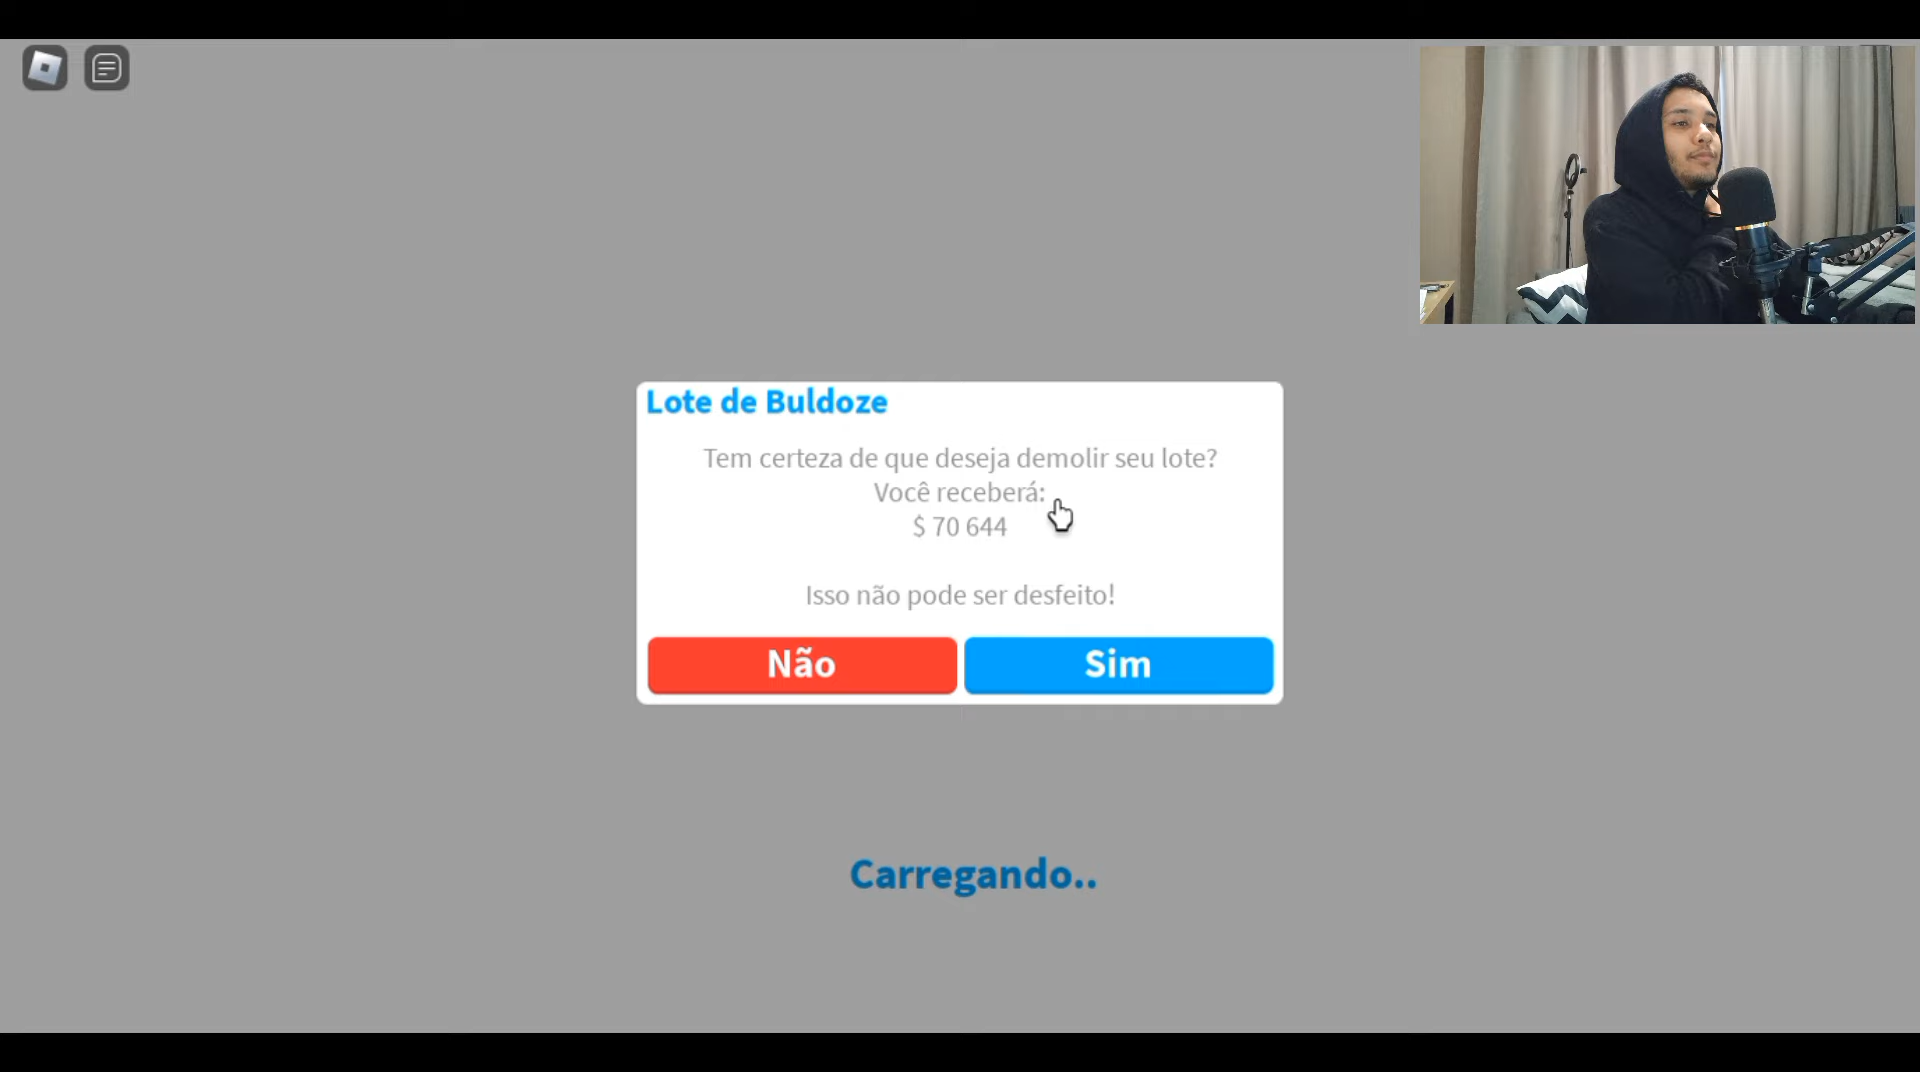 Lote de Buldoze
Tem certeza de que deseja demolir seu lote?
Você receberá:
$ 70 644
Isso não pode ser desfeito!
Não
Sim
Carregando..